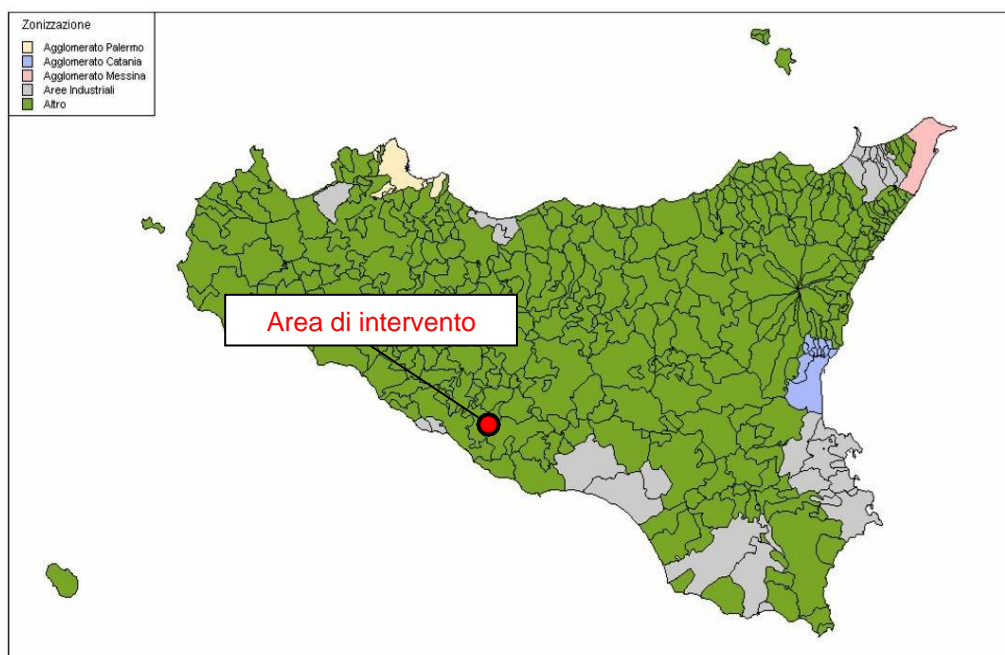 Zonizzazione
Agglomerato Palermo
Agglomerato Catania
Agglomerato Messina
Aree Industriali
Altro
Area di intervento